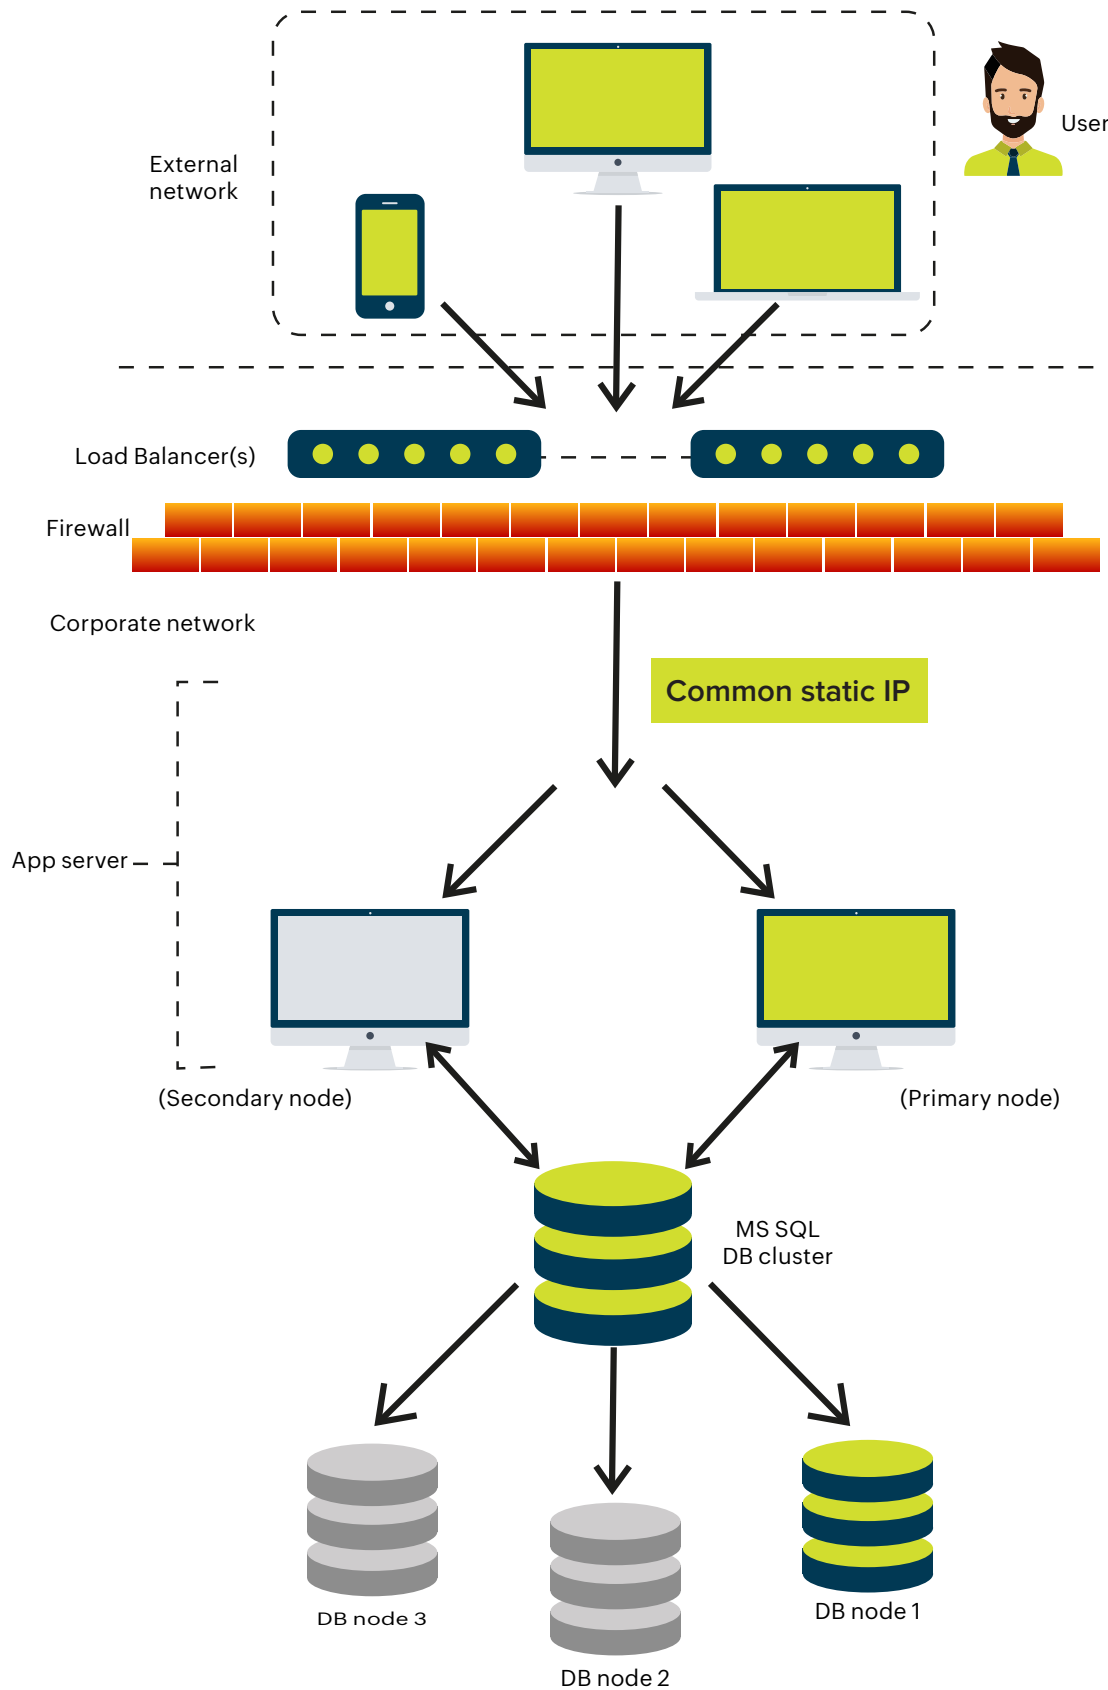 User
External
network
Load Balancer(s)
Firewall
Corporate network
Common static IP
App server
(Secondary node)
(Primary node)
MS SQL
DB cluster
DB node 3
DB node 1
DB node 2